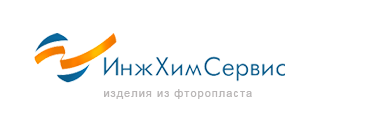 ИнжХимСервис
изделия из фторопласта